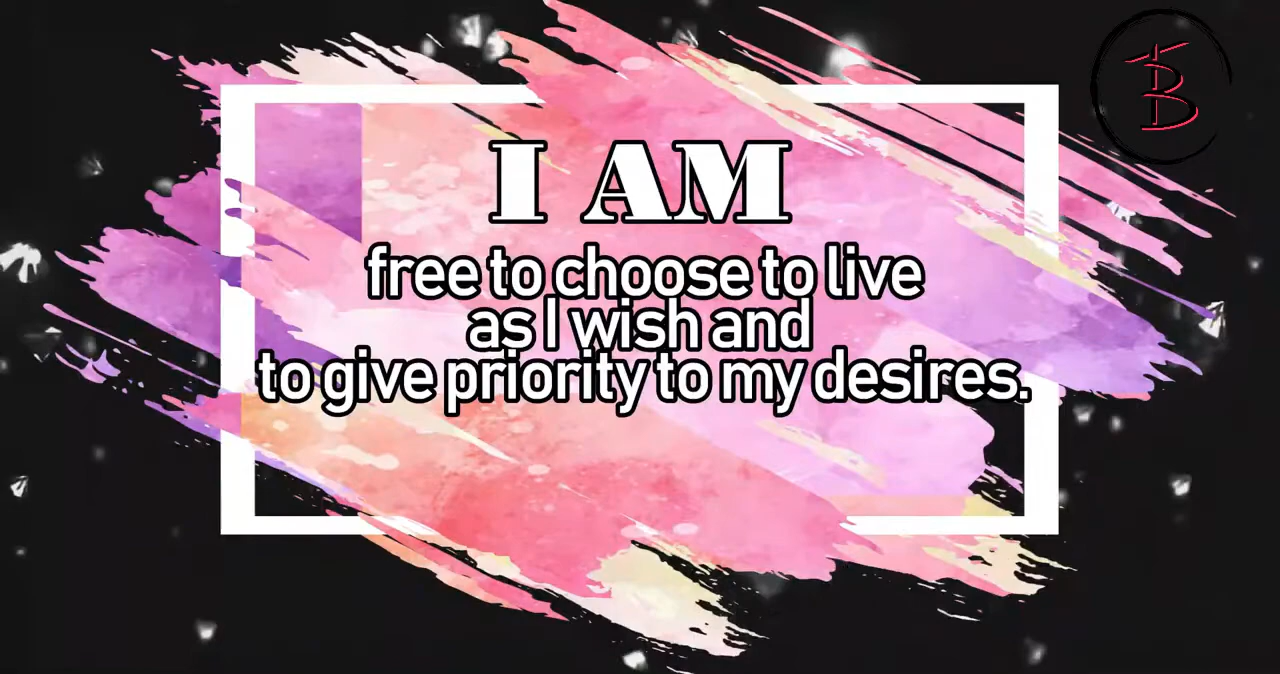 I AM
free to choose to live
as I wish and
to give priority to my desires.